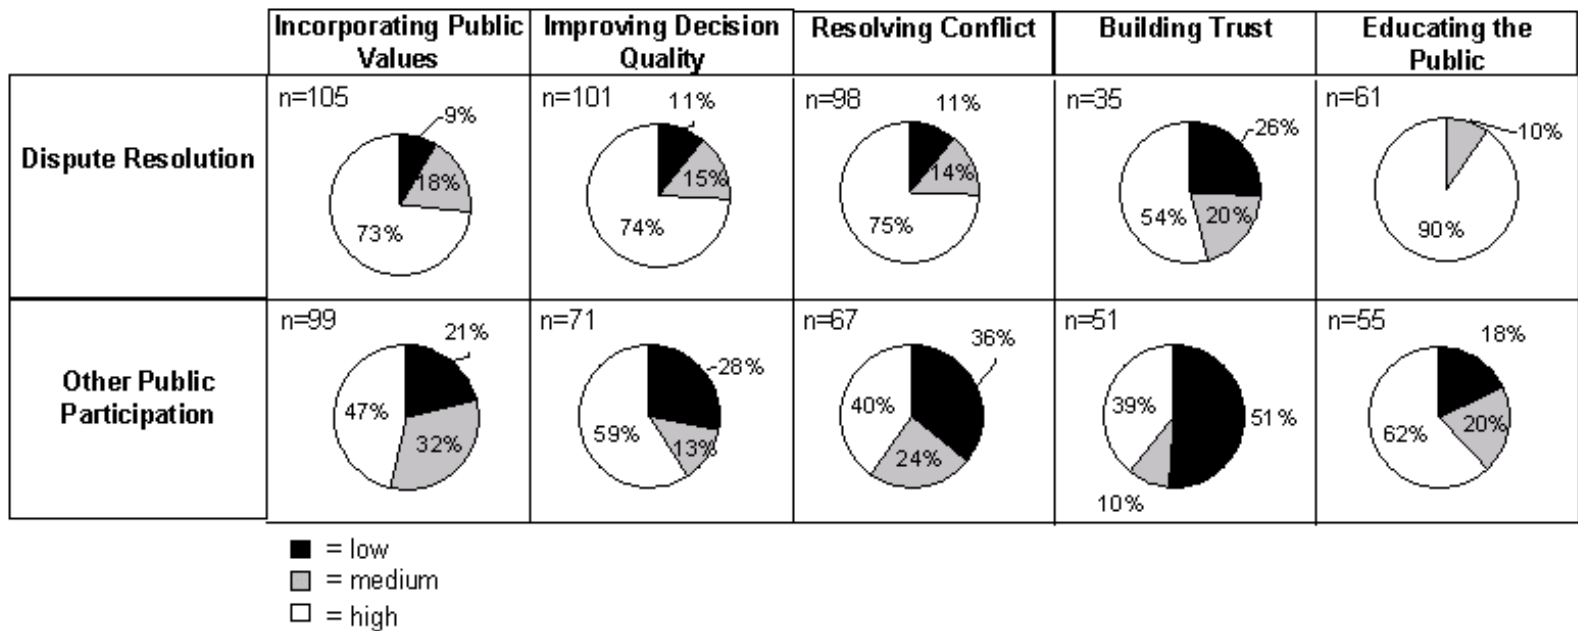 Incorporating Public
Values
Improving Decision
Quality
Resolving Conflict
Building Trust
Educating the
Public
Dispute Resolution
n=105
9%
18%
73%
n=101
11%
15%
74%
n=98
11%
14%
75%
n=35
26%
20%
54%
n=61
10%
90%
Other Public
Participation
n=99
21%
47%
32%
n=71
28%
59%
13%
n=67
36%
40%
24%
n=51
39%
51%
10%
n=55
18%
20%
62%
= low
= medium
= high